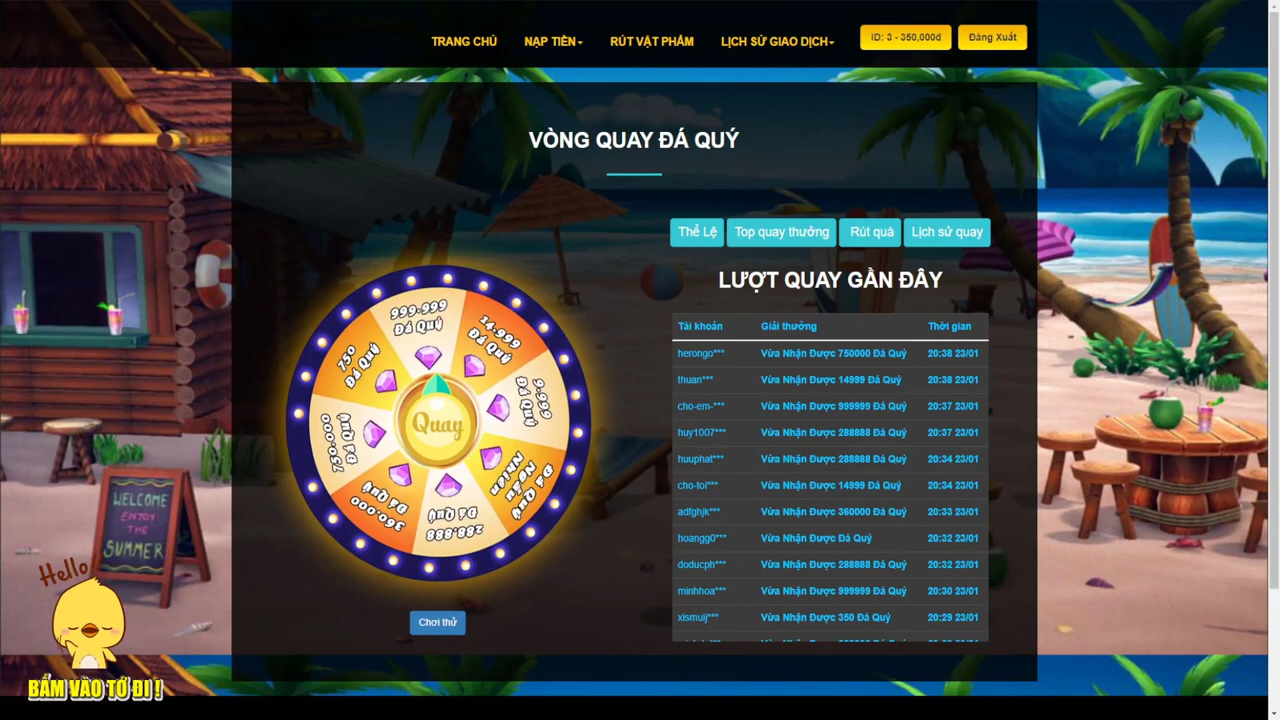 TRANG CHỦ NẠP TIỀN RÚT VẬT PHẨM LỊCH SỬ GIAO DỊCH ID: 3 - 350,000đ Đăng Xuất
VÒNG QUAY ĐÁ QUÝ
Thể Lệ Top quay thưởng Rút quà Lịch sử quay
LƯỢT QUAY GẦN ĐÂY
Tài khoản Giải thưởng Thời gian
herongo*** Vừa Nhận Được 750000 Đá Quý 20:38 23/01
thuan*** Vừa Nhận Được 14999 Đá Quý 20:38 23/01
cho-em-*** Vừa Nhận Được 999999 Đá Quý 20:37 23/01
huy1007*** Vừa Nhận Được 288888 Đá Quý 20:37 23/01
huuphat*** Vừa Nhận Được 288888 Đá Quý 20:34 23/01
cho-toi*** Vừa Nhận Được 14999 Đá Quý 20:34 23/01
adfghjk*** Vừa Nhận Được 360000 Đá Quý 20:33 23/01
hoangg0*** Vừa Nhận Được Đá Quý 20:32 23/01
doducph*** Vừa Nhận Được 288888 Đá Quý 20:32 23/01
minhhoa*** Vừa Nhận Được 999999 Đá Quý 20:30 23/01
xismuij*** Vừa Nhận Được 350 Đá Quý 20:29 23/01
999.999
Đá Quý
14.999
Đá Quý
9.999
Đá Quý
Ngẫu Nhiên
Đá Quý
288.888
Đá Quý
360.000
Đá Quý
750.000
Đá Quý
750
Đá Quý
Quay
Chơi thử
WELCOME
ENJOY
THE
SUMMER
Hello
BẤM VÀO TỚ ĐI !